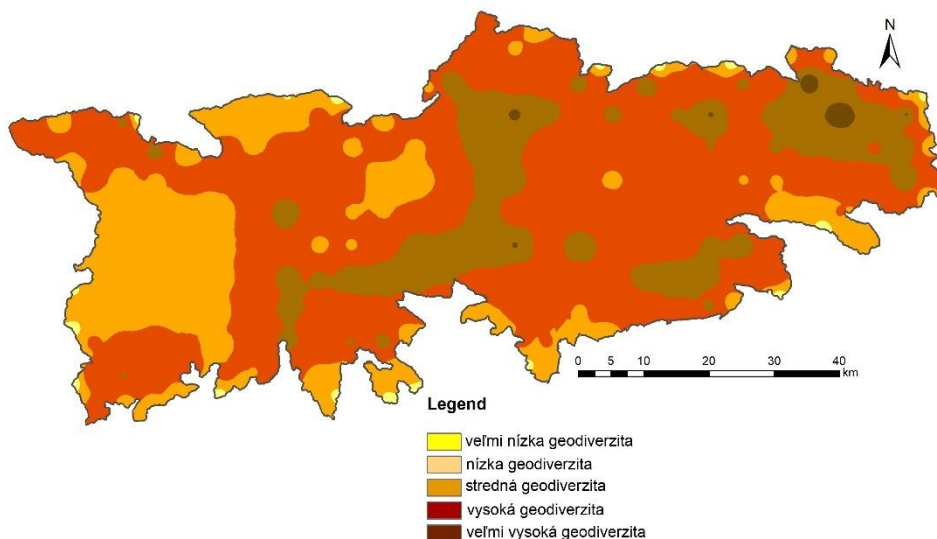 N
0 5 10 20 30 40
km
Legend
veľmi nízka geodiverzita
nízka geodiverzita
stredná geodiverzita
vysoká geodiverzita
veľmi vysoká geodiverzita